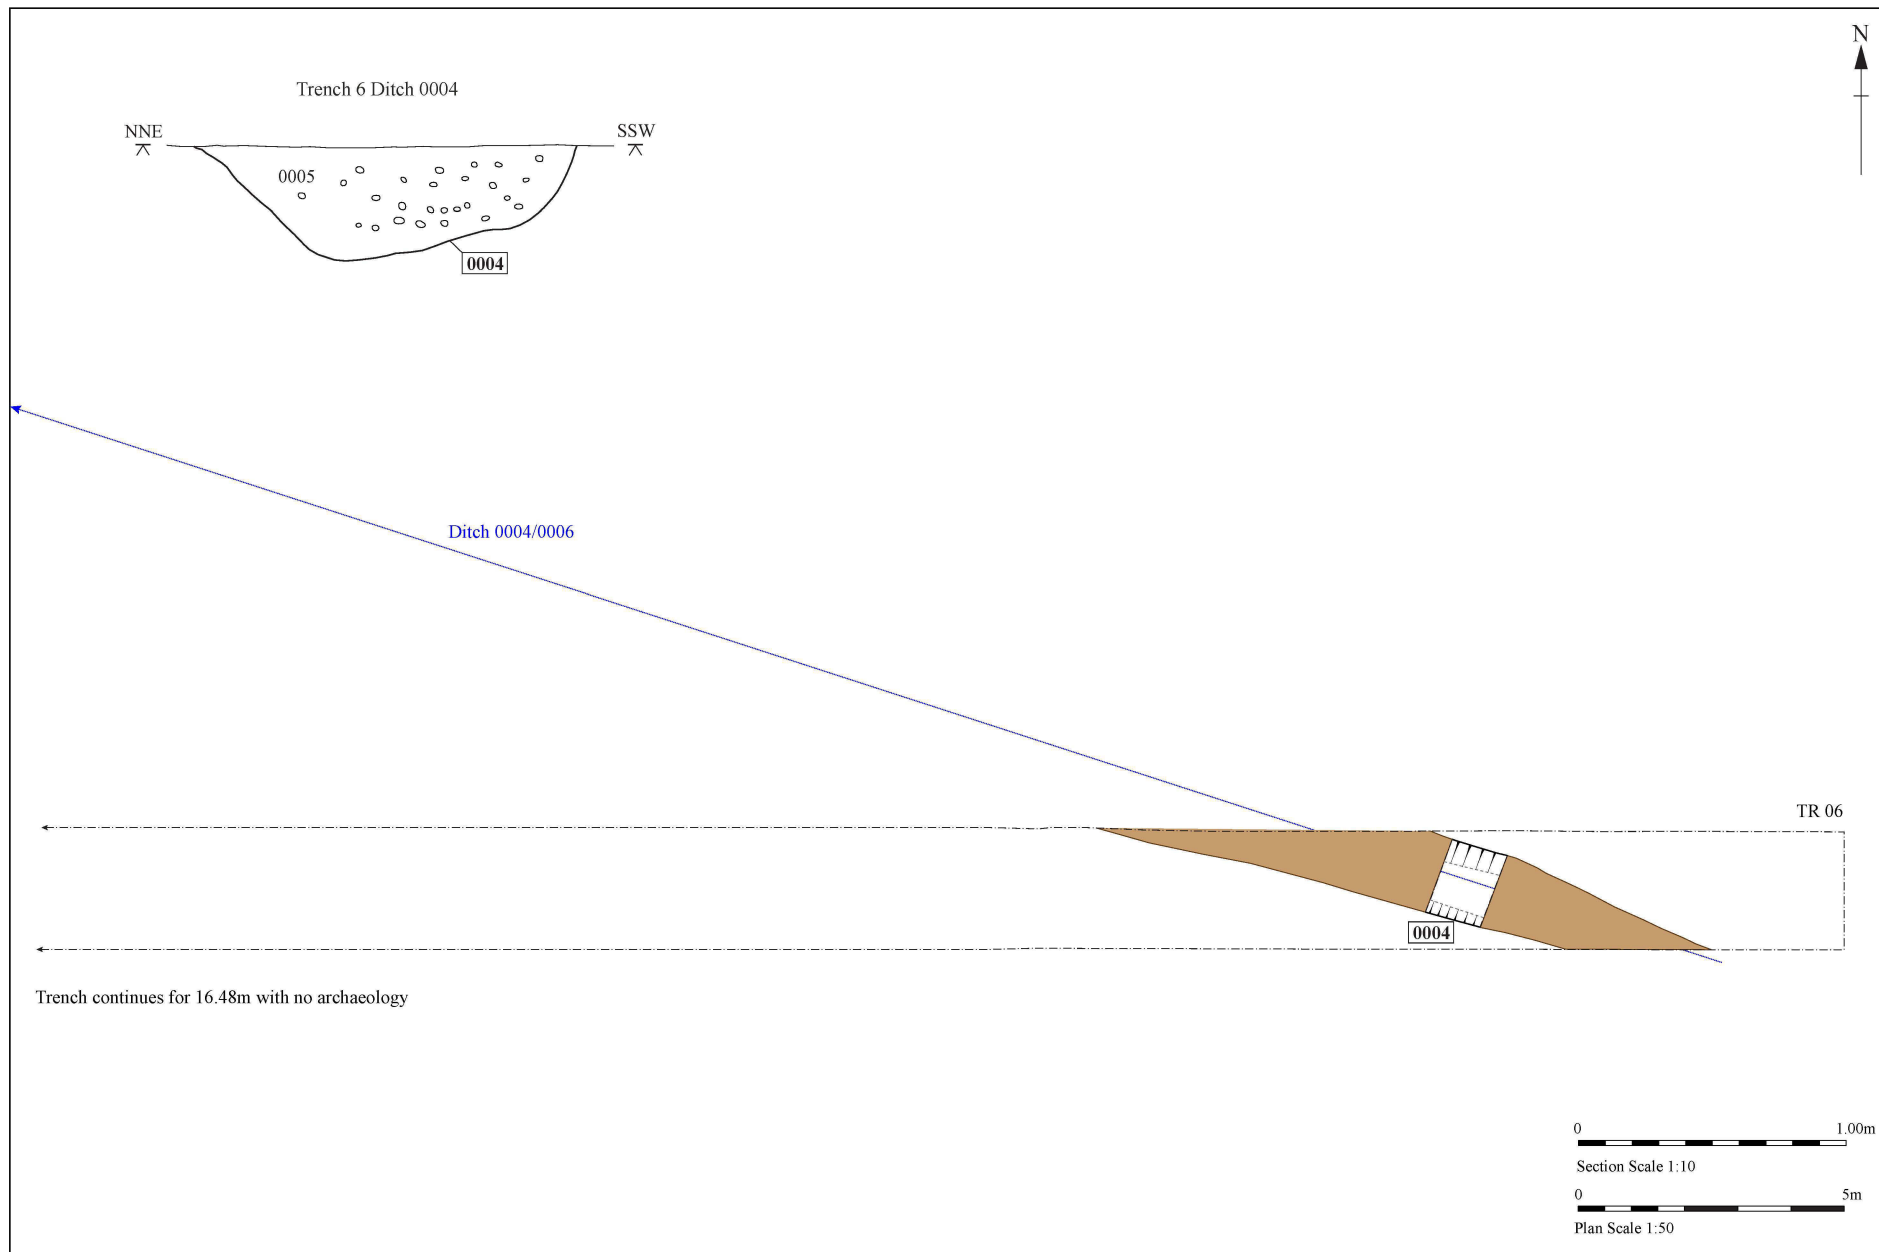 N
Trench 6 Ditch 0004
NNE
SSW
0005
0004
Ditch 0004/0006
TR 06
0004
Trench continues for 16.48m with no archaeology
0 1.00m
Section Scale 1:10
0 5m
Plan Scale 1:50